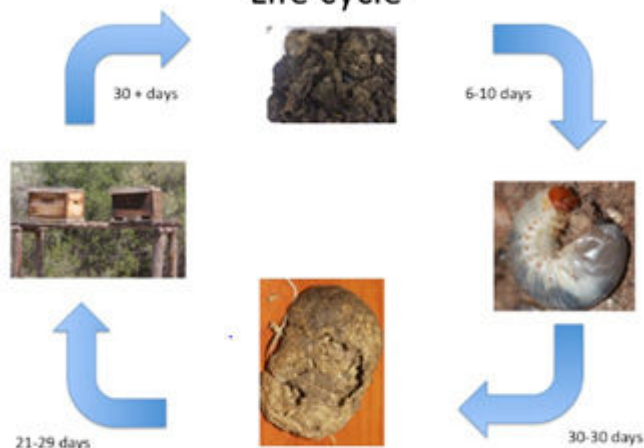 Life Cycle
30 + days
6-10 days
21-29 days
30-30 days